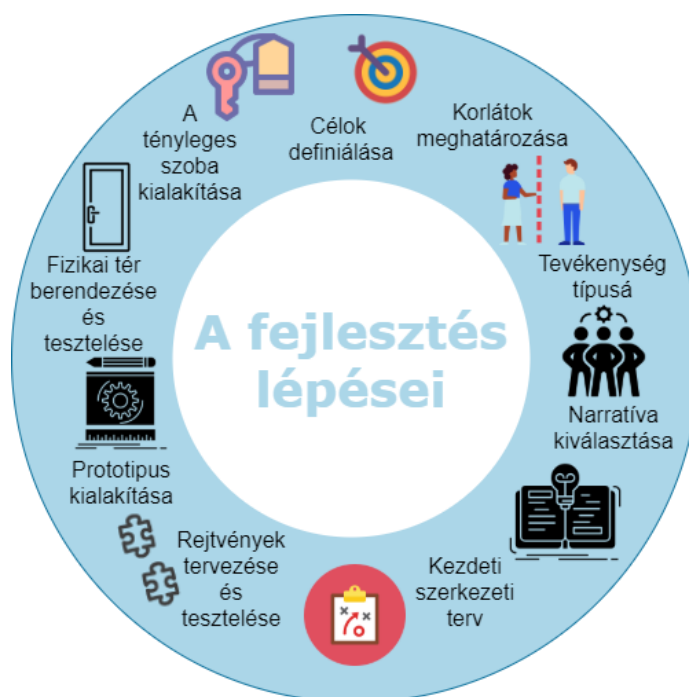 A fejlesztés
lépései
Célok
definiálása
Korlátok
meghatározása
Tevékenység
típusá
Narratíva
kiválasztása
Kezdeti
szerkezeti
terv
Rejtvények
tervezése
és
tesztelése
Prototipus
kialakítása
Fizikai tér
berendezése
és
tesztelése
A
tényleges
szoba
kialakítása